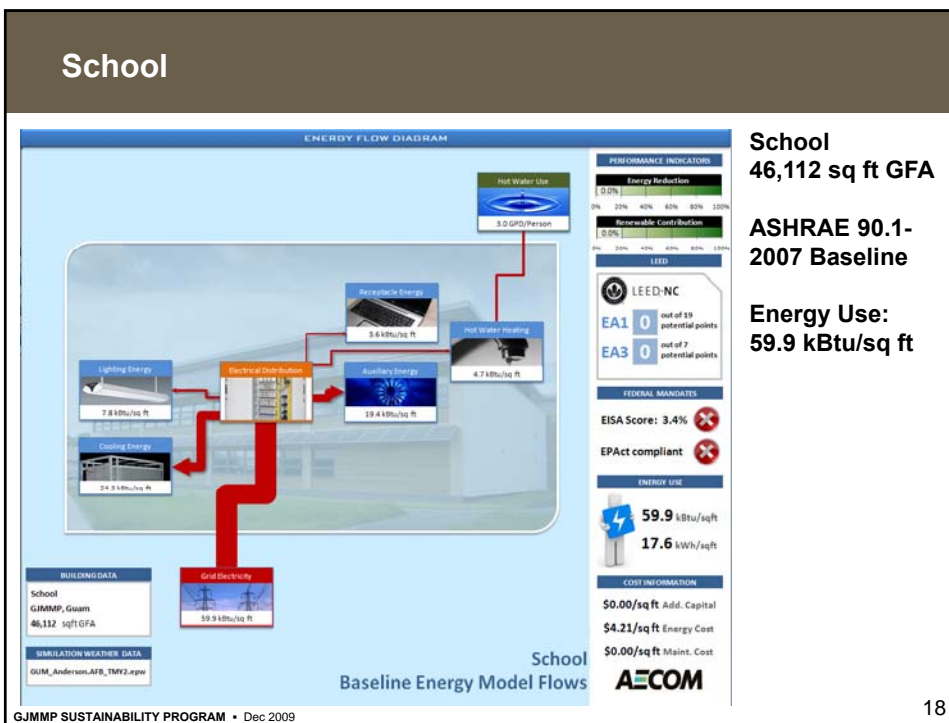 School
ENERGY FLOW DIAGRAM
Hot Water Use
3.0 GPD/Person
Receptacle Energy
3.6 kBtu/sq ft
Hot Water Heating
4.7 kBtu/sq ft
Lighting Energy
7.8 kBtu/sq ft
Electrical Distribution
Auxiliary Energy
19.4 kBtu/sq ft
Cooling Energy
24.3 kBtu/sq ft
Grid Electricity
59.9 kBtu/sq ft
BUILDING DATA
School
GJMMP, Guam
46,112 sqft GFA
SIMULATION WEATHER DATA
GUM_Anderson.AFB_TMY2.epw
School
Baseline Energy Model Flows
PERFORMANCE INDICATORS
Energy Reduction
0.0%
0% 20% 40% 60% 80% 100%
Renewable Contribution
0.0%
0% 20% 40% 60% 80% 100%
LEED
LEED-NC
EA1 0 out of 19
potential points
EA3 0 out of 7
potential points
FEDERAL MANDATES
EISA Score: 3.4%
EPAct compliant
ENERGY USE
59.9 kBtu/sqft
17.6 kWh/sqft
COST INFORMATION
$0.00/sq ft Add. Capital
$4.21/sq ft Energy Cost
$0.00/sq ft Maint. Cost
AECOM
School
46,112 sq ft GFA
ASHRAE 90.1-
2007 Baseline
Energy Use:
59.9 kBtu/sq ft
GJMMP SUSTAINABILITY PROGRAM ▪ Dec 2009
18